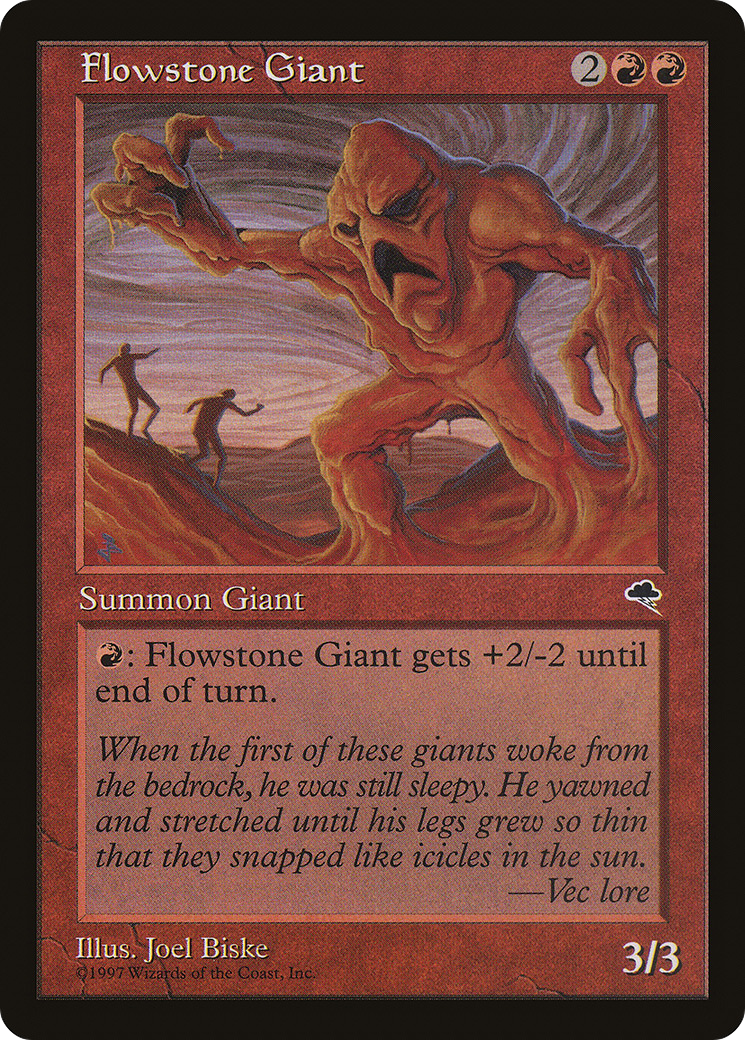 Flowstone Giant 2
Summon Giant
: Flowstone Giant gets +2/-2 until
end of turn.
When the first of these giants woke from
the bedrock, he was still sleepy. He yawned
and stretched until his legs grew so thin
that they snapped like icicles in the sun.
—Vec lore
Illus. Joel Biske
©1997 Wizards of the Coast, Inc.
3/3